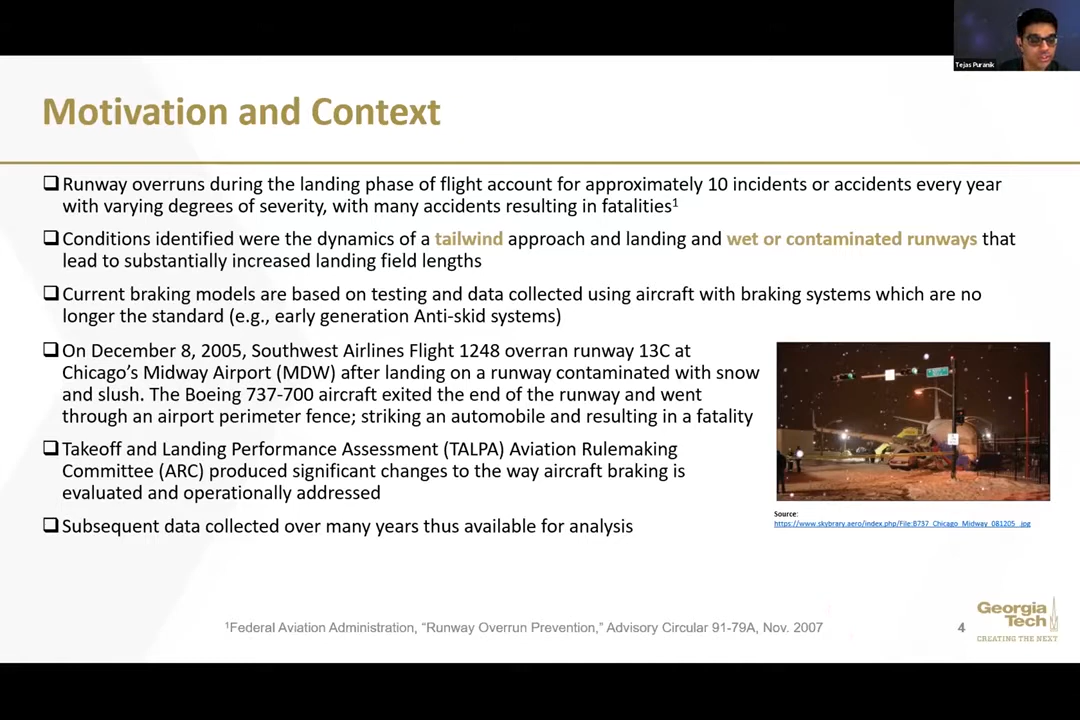 Tejas Puranik
Motivation and Context
❑Runway overruns during the landing phase of flight account for approximately 10 incidents or accidents every year
with varying degrees of severity, with many accidents resulting in fatalities¹
❑Conditions identified were the dynamics of a tailwind approach and landing and wet or contaminated runways that
lead to substantially increased landing field lengths
❑Current braking models are based on testing and data collected using aircraft with braking systems which are no
longer the standard (e.g., early generation Anti-skid systems)
❑On December 8, 2005, Southwest Airlines Flight 1248 overran runway 13C at
Chicago’s Midway Airport (MDW) after landing on a runway contaminated with snow
and slush. The Boeing 737-700 aircraft exited the end of the runway and went
through an airport perimeter fence; striking an automobile and resulting in a fatality
❑Takeoff and Landing Performance Assessment (TALPA) Aviation Rulemaking
Committee (ARC) produced significant changes to the way aircraft braking is
evaluated and operationally addressed
❑Subsequent data collected over many years thus available for analysis
Source:
https://www.skybrary.aero/index.php/File:B737_Chicago_Midway_081205_.jpg
¹Federal Aviation Administration, “Runway Overrun Prevention,” Advisory Circular 91-79A, Nov. 2007
4
Georgia
Tech
CREATING THE NEXT